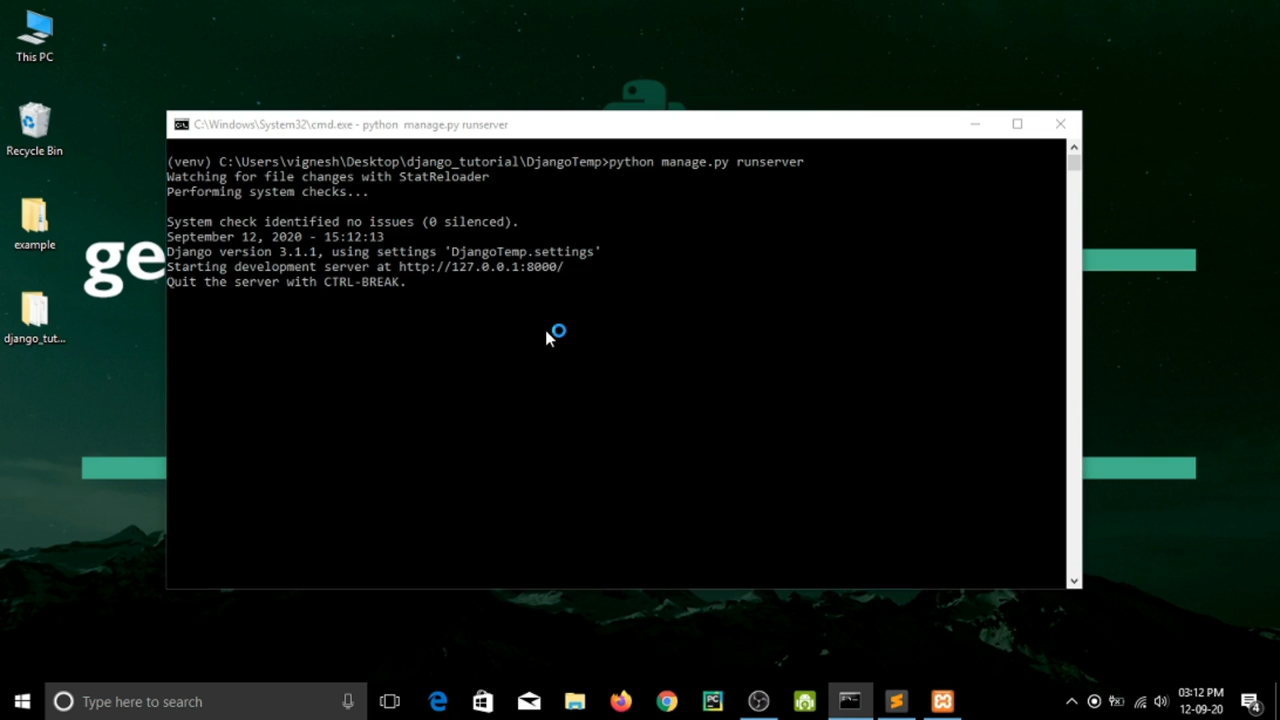 This PC
Recycle Bin
example
django_tut...
ge
C:\Windows\System32\cmd.exe - python  manage.py runserver
(venv) C:\Users\vignesh\Desktop\django_tutorial\DjangoTemp>python manage.py runserver
Watching for file changes with StatReloader
Performing system checks...
System check identified no issues (0 silenced).
September 12, 2020 - 15:12:13
Django version 3.1.1, using settings 'DjangoTemp.settings'
Starting development server at http://127.0.0.1:8000/
Quit the server with CTRL-BREAK.
Type here to search
PC
03:12 PM
12-09-20
4